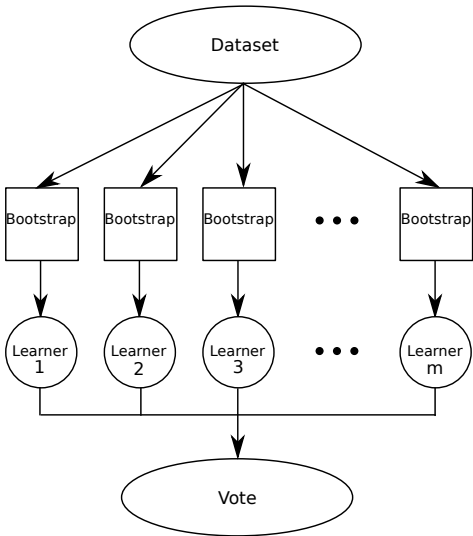 Dataset
Bootstrap Bootstrap Bootstrap Bootstrap
Learner 1
Learner 2
Learner 3
Learner m
Vote